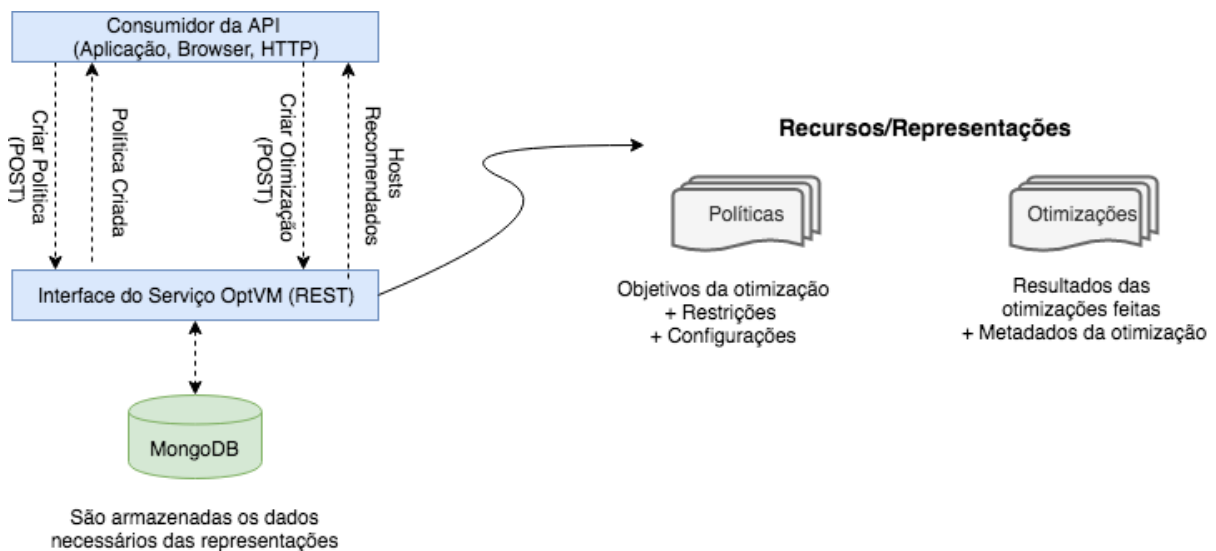 Consumidor da API
(Aplicação, Browser, HTTP)
Criar Política
(POST)
Política Criada
Criar Otimização
(POST)
Hosts
Recomendados
Interface do Serviço OptVM (REST)
MongoDB
São armazenadas os dados
necessários das representações
Recursos/Representações
Políticas
Objetivos da otimização
+ Restrições
+ Configurações
Otimizações
Resultados das
otimizações feitas
+ Metadados da otimização